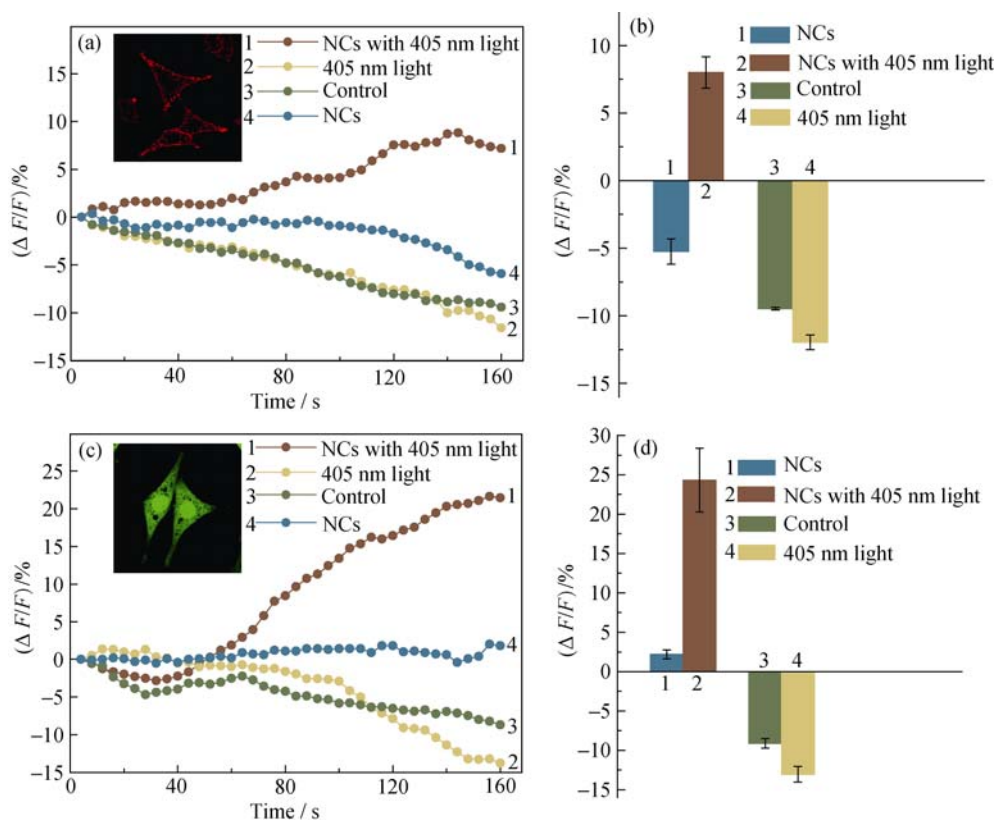 (a)
1 NCs with 405 nm light
2 405 nm light
3 Control
4 NCs
15
10
5
0
−5
−10
−15
(Δ F/F)/%
1
4
3
2
0 40 80 120 160
Time / s
(b)
1 NCs
2 NCs with 405 nm light
3 Control
4 405 nm light
10
5
0
−5
−10
−15
(Δ F/F)/%
1
2
3 4
(c)
1 NCs with 405 nm light
2 405 nm light
3 Control
4 NCs
25
20
15
10
5
0
−5
−10
−15
(Δ F/F)/%
1
4
3
2
0 40 80 120 160
Time / s
(d)
1 NCs
2 NCs with 405 nm light
3 Control
4 405 nm light
30
25
20
15
10
5
0
−5
−10
−15
(Δ F/F)/%
3 4
1 2